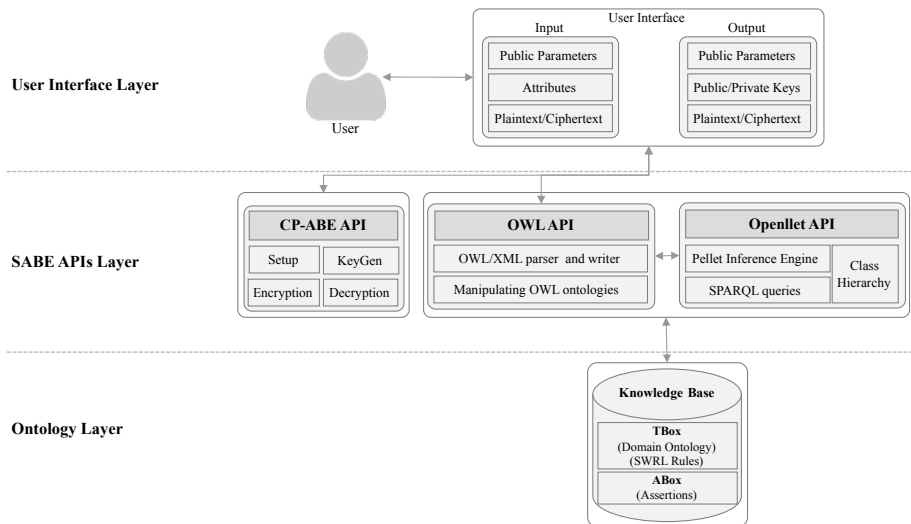 User Interface
Input
Output
Public Parameters
Attributes
Plaintext/Ciphertext
Public Parameters
Public/Private Keys
Plaintext/Ciphertext
User Interface Layer
User
SABE APIs Layer
CP-ABE API
Setup
KeyGen
Encryption
Decryption
OWL API
OWL/XML parser and writer
Manipulating OWL ontologies
Openllet API
Pellet Inference Engine
SPARQL queries
Class
Hierarchy
Ontology Layer
Knowledge Base
TBox
(Domain Ontology)
(SWRL Rules)
ABox
(Assertions)